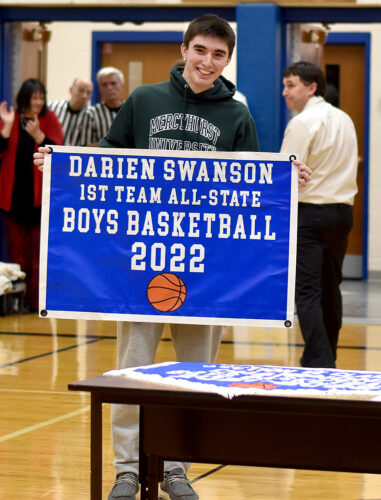 MERCYHURST
UNIVERSITY
DARIEN SWANSON
1ST TEAM ALL-STATE
BOYS BASKETBALL
2022